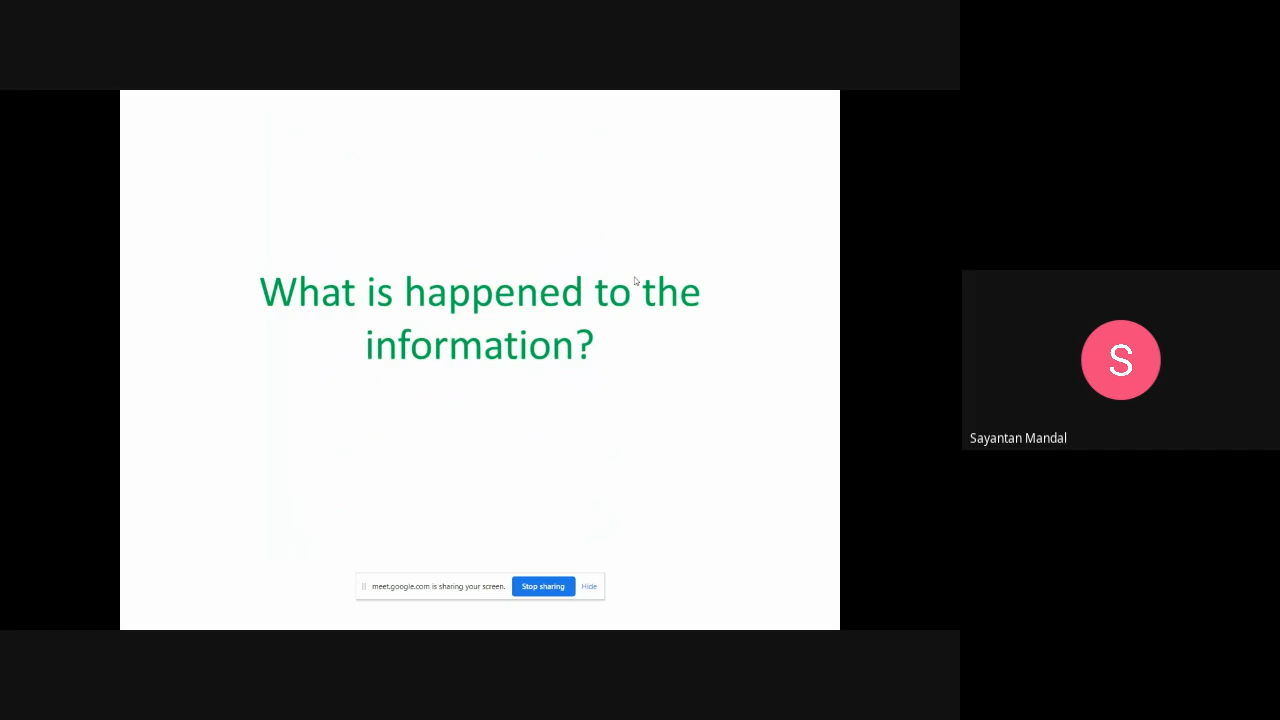 What is happened to the
information?
meet.google.com is sharing your screen. Stop sharing Hide
S
Sayantan Mandal